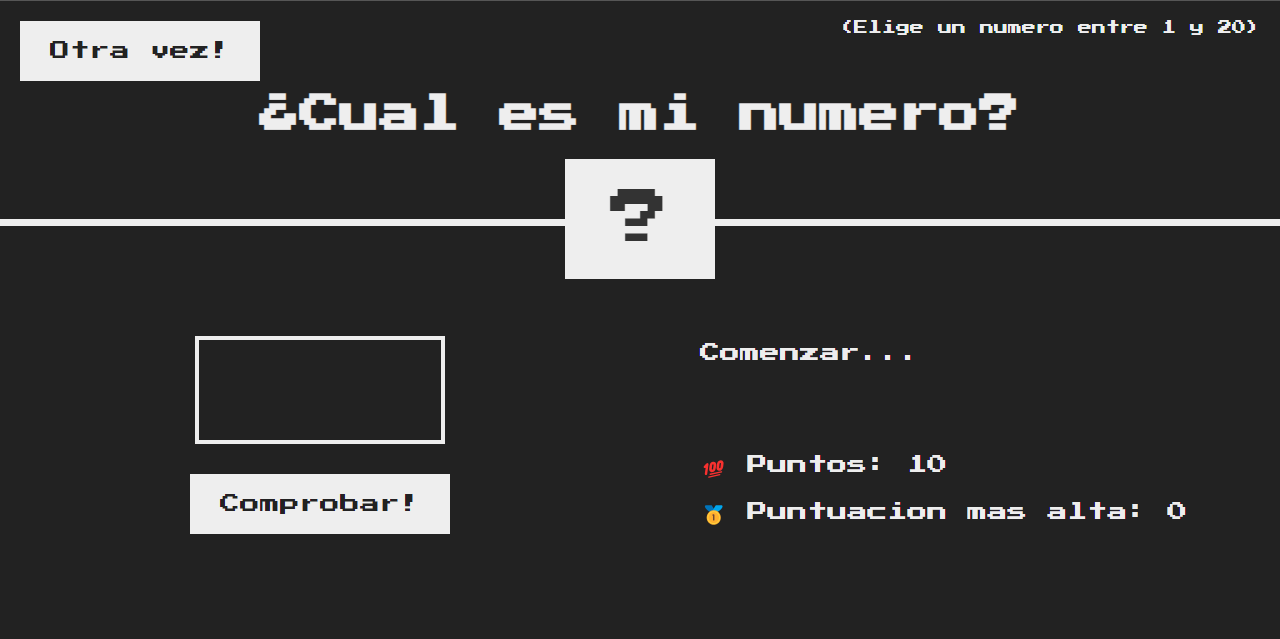 Otra vez!
(Elige un numero entre 1 y 20)
¿Cual es mi numero?
?
Comenzar...
Comprobar!
💯 Puntos: 10
🥇 Puntuacion mas alta: 0